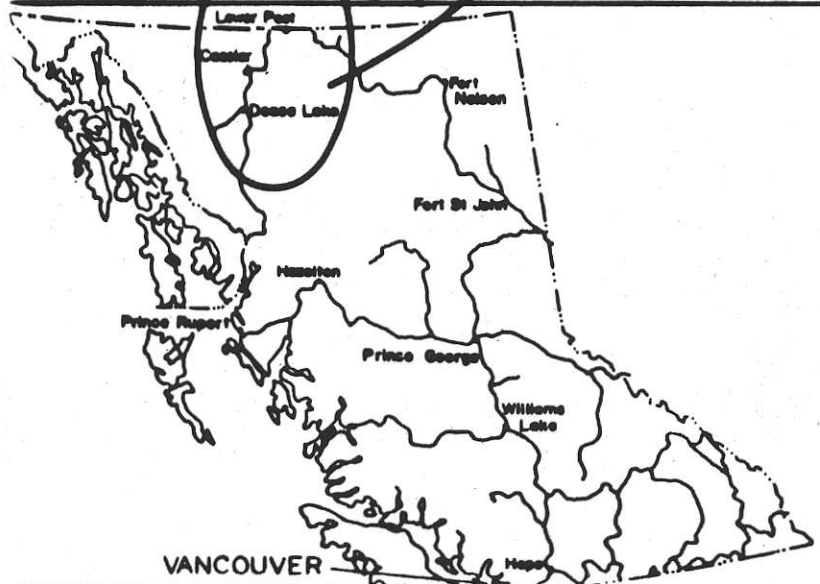 Lower Post
Cassiar
Dease Lake
Fort
Nelson
Fort St John
Hazelton
Prince Rupert
Prince George
Williams
Lake
Hope
VANCOUVER